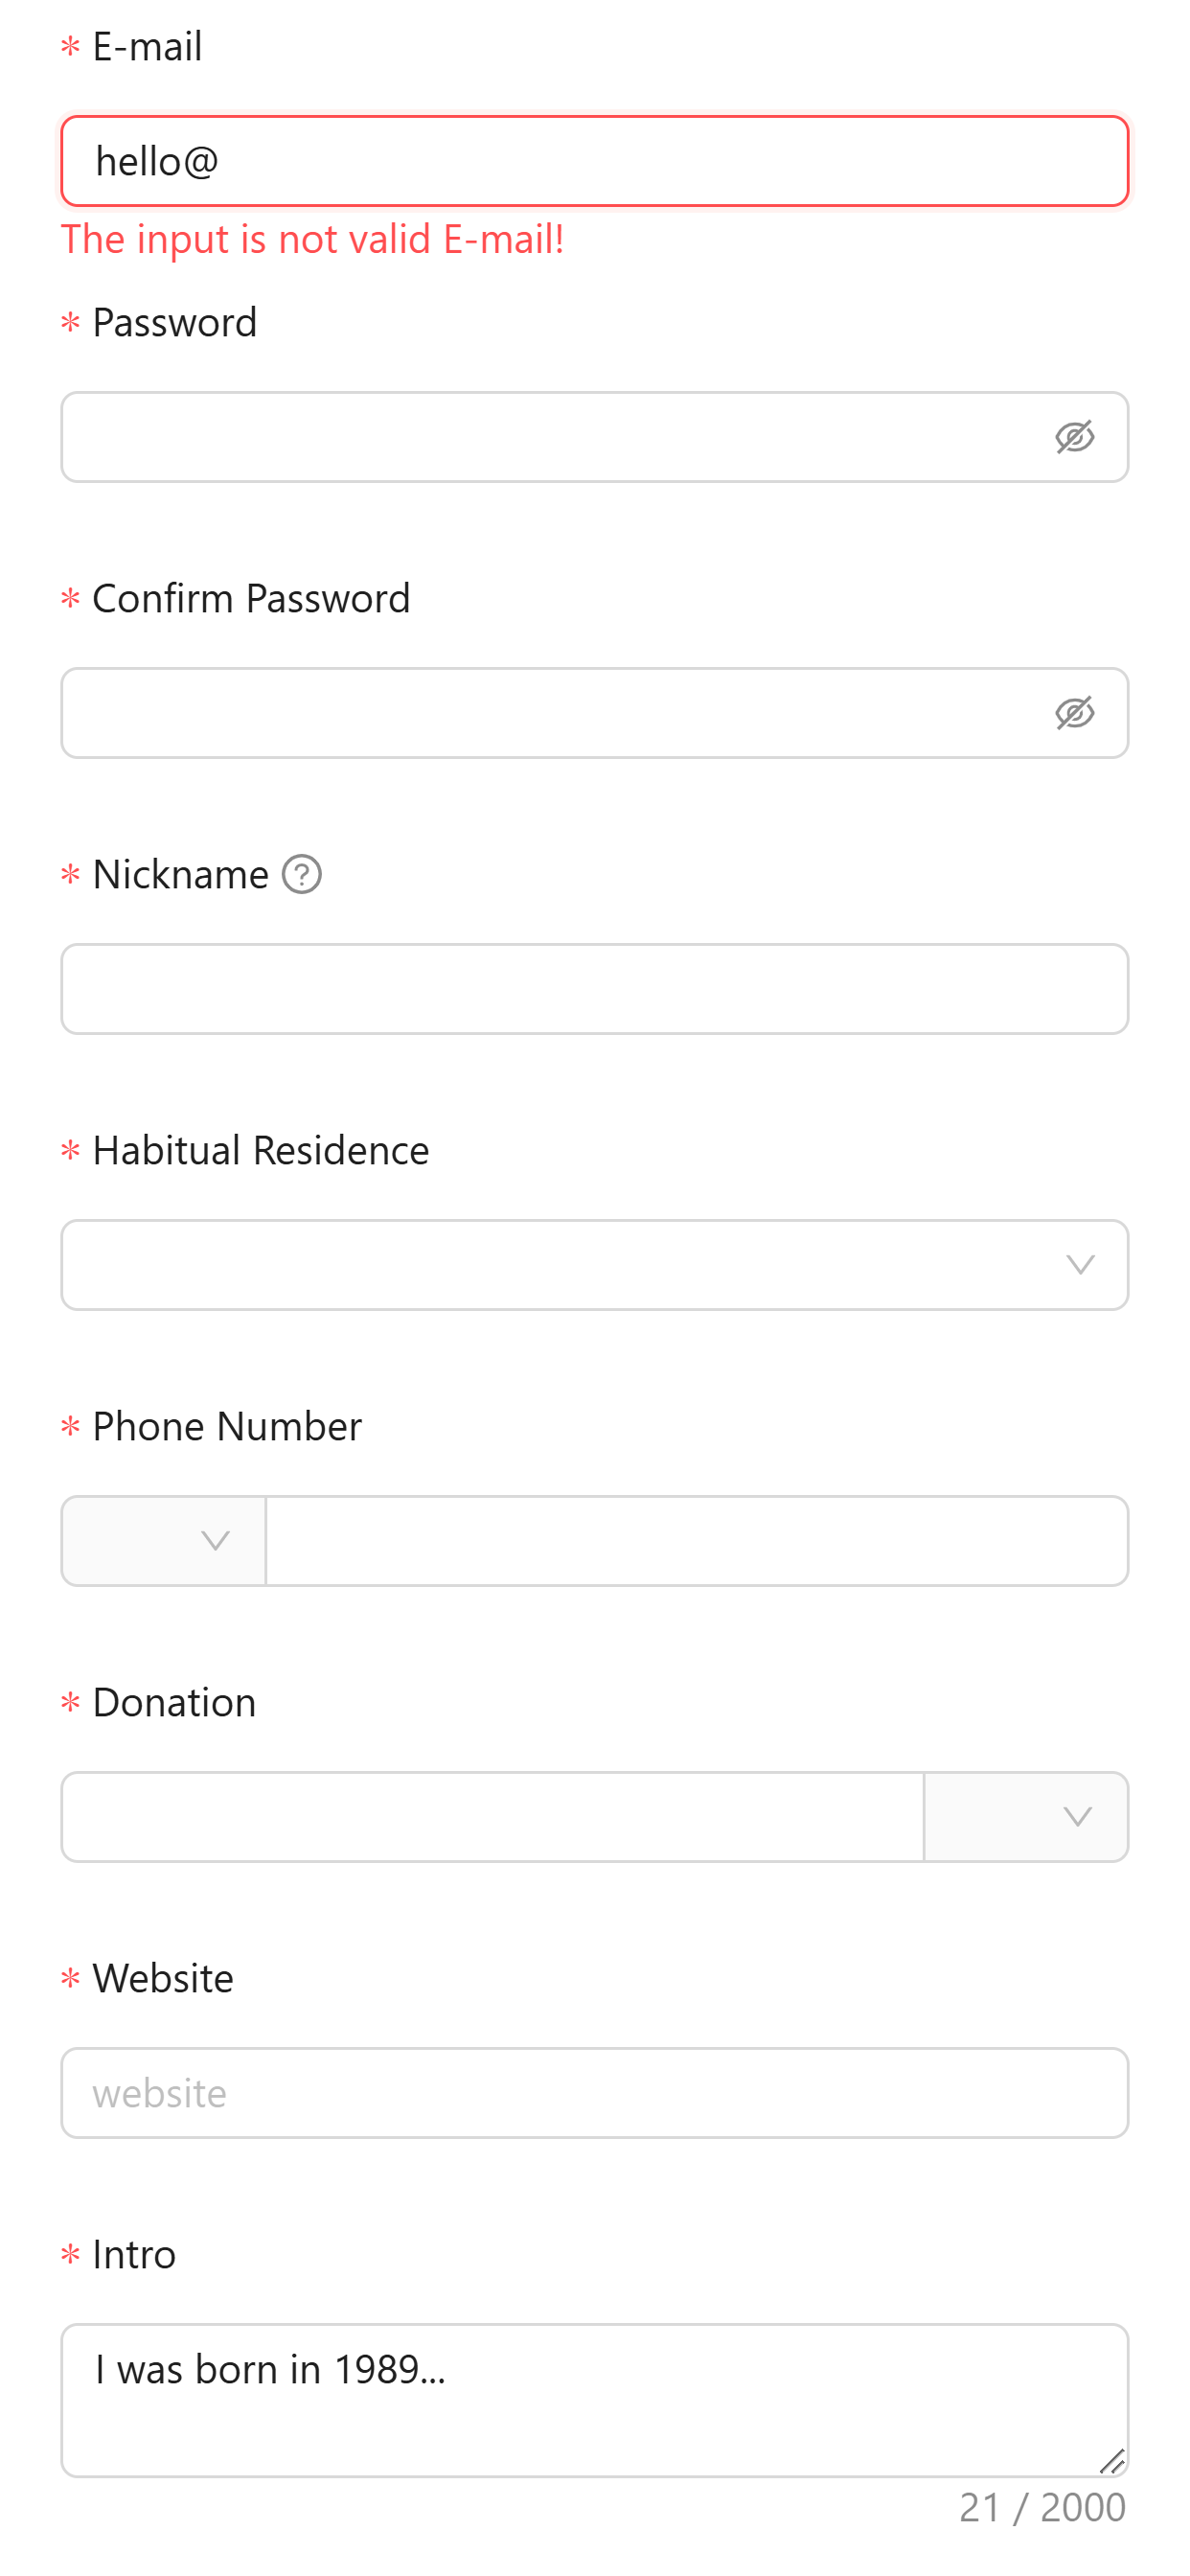 * E-mail
hello@
The input is not valid E-mail!
* Password
* Confirm Password
* Nickname ?
* Habitual Residence
* Phone Number
* Donation
* Website
website
* Intro
I was born in 1989...
21 / 2000